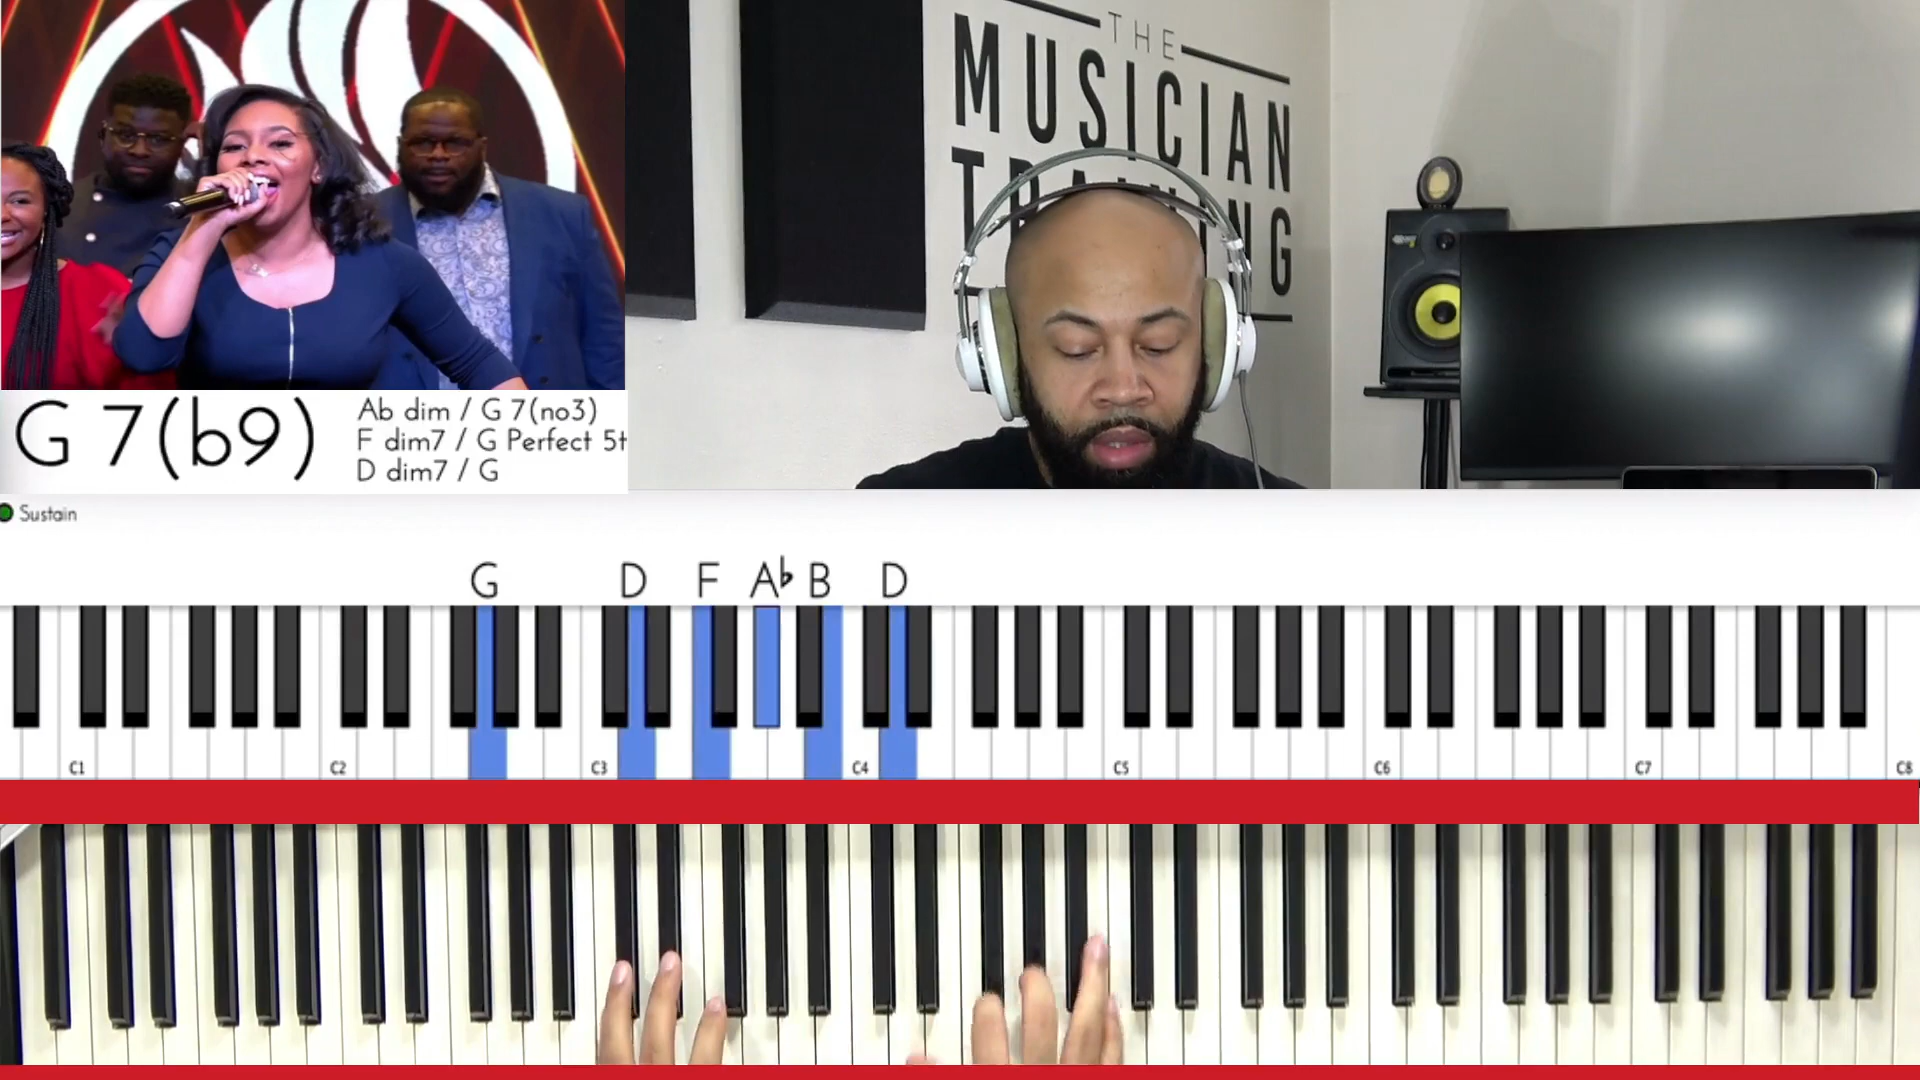 THE
MUSICIAN
TRAINING
G 7(b9)
Ab dim / G 7(no3)
F dim7 / G Perfect 5t
D dim7 / G
Sustain
G D F A♭ B D
C1 C2 C3 C4 C5 C6 C7 C8